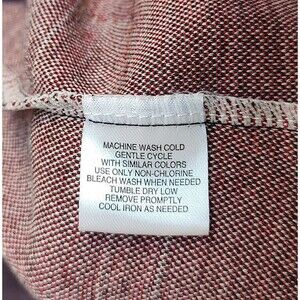 MACHINE WASH COLD
GENTLE CYCLE
WITH SIMILAR COLORS
USE ONLY NON-CHLORINE
BLEACH WASH WHEN NEEDED
TUMBLE DRY LOW
REMOVE PROMPTLY
COOL IRON AS NEEDED